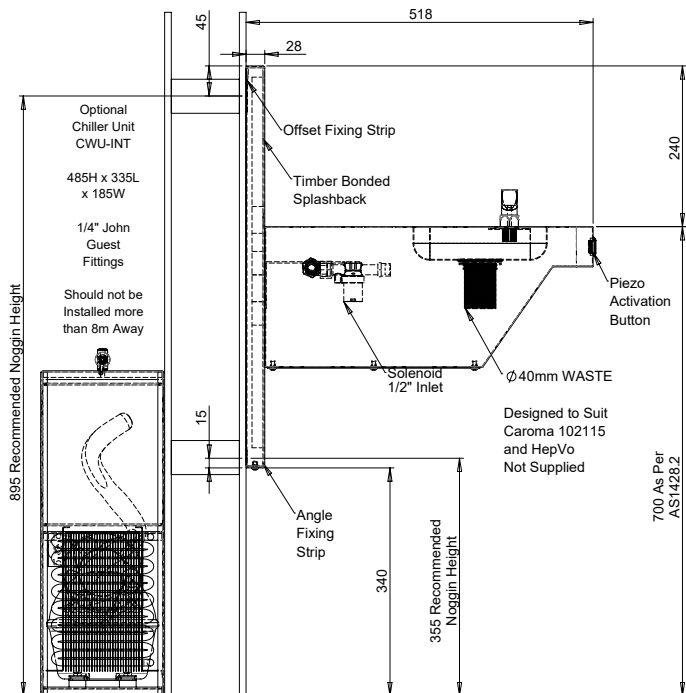 518
45
28
Optional
Chiller Unit
CWU-INT
485H x 335L
x 185W
1/4" John
Guest
Fittings
Should not be
Installed more
than 8m Away
895 Recommended Noggin Height
Offset Fixing Strip
Timber Bonded
Splashback
240
Piezo
Activation
Button
Solenoid
1/2" Inlet
Ø40mm WASTE
Designed to Suit
Caroma 102115
and HepVo
Not Supplied
15
Angle
Fixing
Strip
340
355 Recommended
Noggin Height
700 As Per
AS1428.2